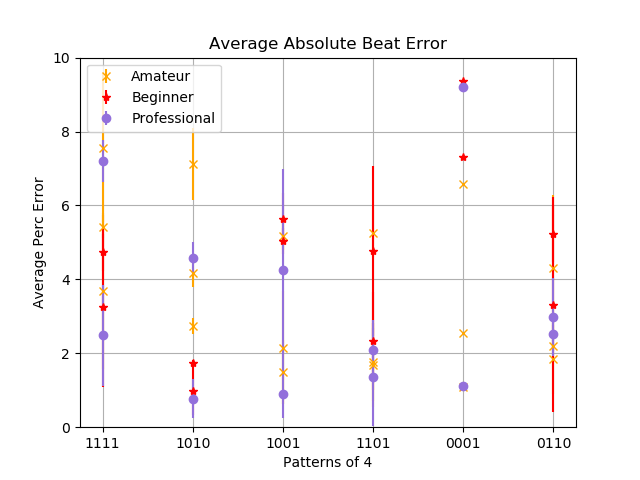 Average Absolute Beat Error
Amateur
Beginner
Professional
10
8
6
4
2
0
Average Perc Error
1111 1010 1001 1101 0001 0110
Patterns of 4